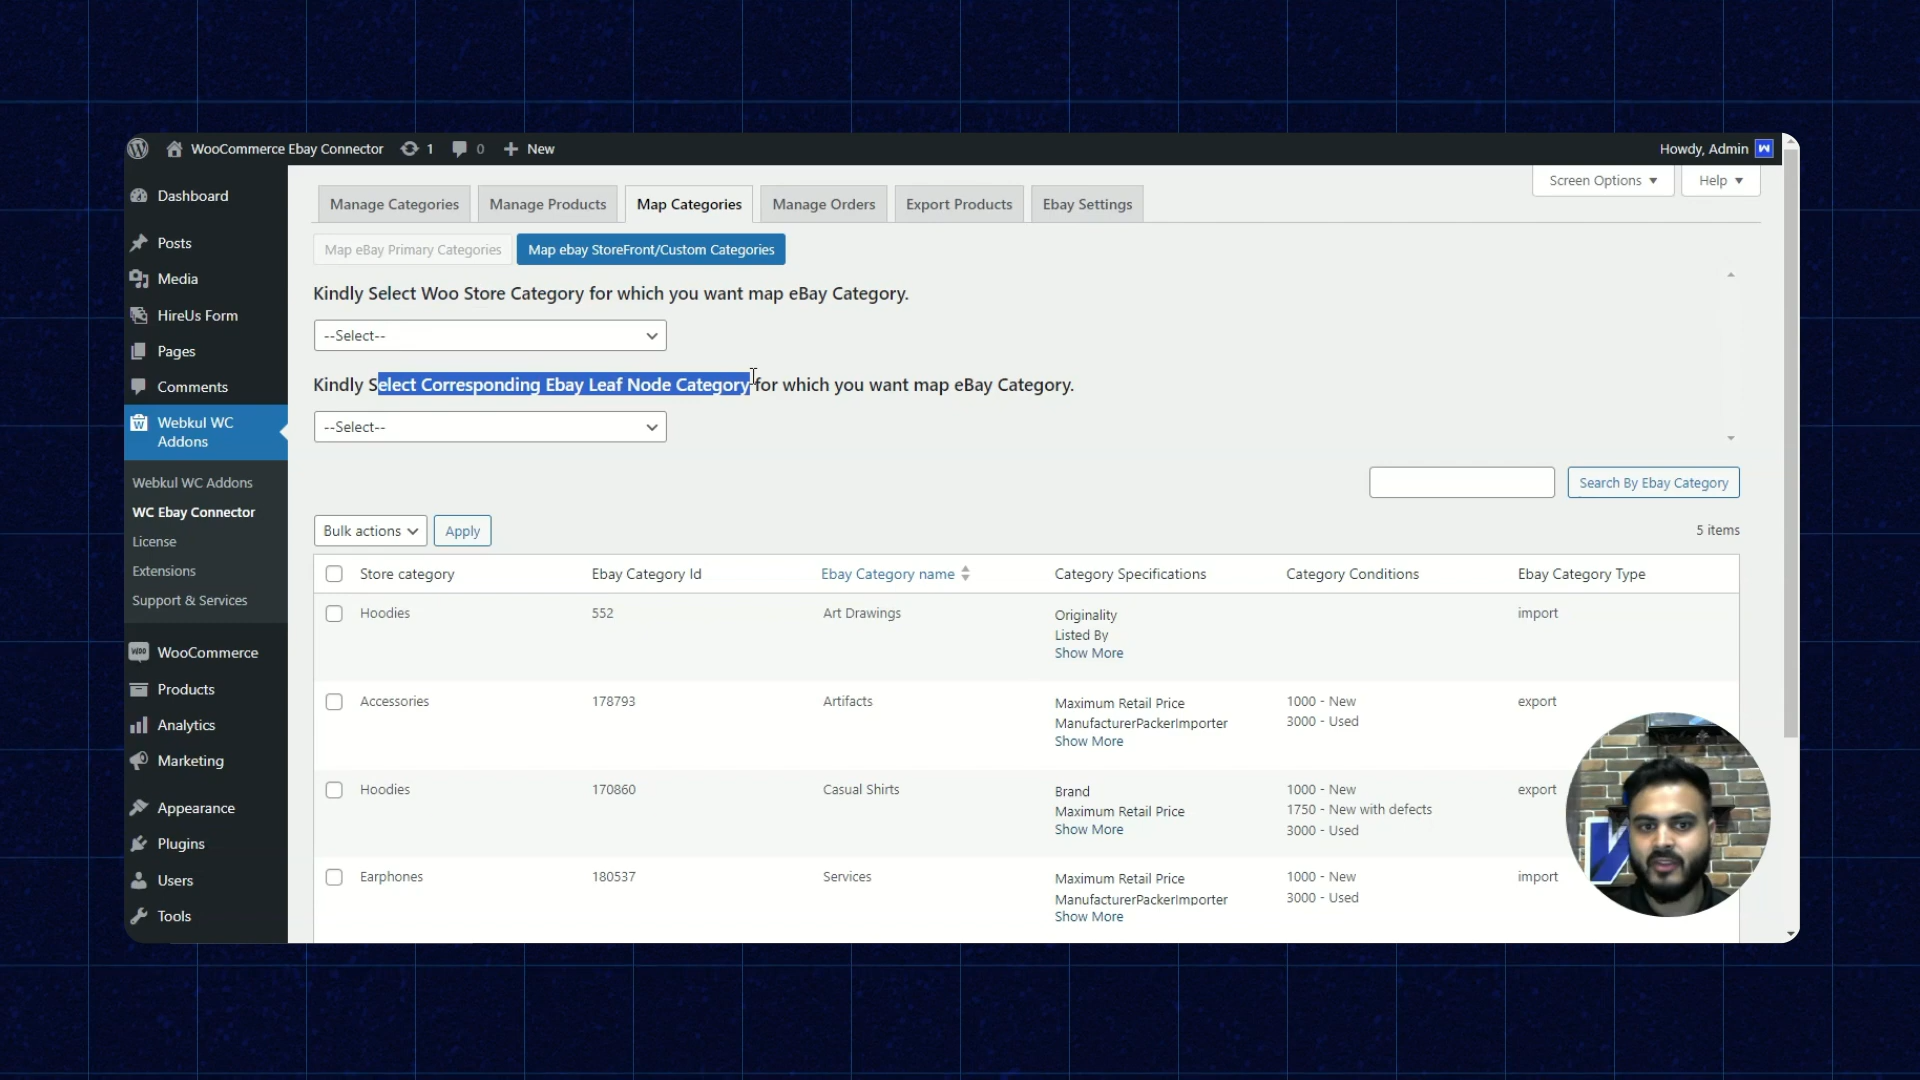 WooCommerce Ebay Connector 1 0 New Howdy, Admin
Screen Options Help
Dashboard
Posts
Media
HireUs Form
Pages
Comments
Webkul WC
Addons
Webkul WC Addons
WC Ebay Connector
License
Extensions
Support & Services
WooCommerce
Products
Analytics
Marketing
Appearance
Plugins
Users
Tools
Manage Categories Manage Products Map Categories Manage Orders Export Products Ebay Settings
Map eBay Primary Categories Map ebay StoreFront/Custom Categories
Kindly Select Woo Store Category for which you want map eBay Category.
--Select--
Kindly Select Corresponding Ebay Leaf Node Category for which you want map eBay Category.
--Select--
Search By Ebay Category
Bulk actions Apply 5 items
Store category Ebay Category Id Ebay Category name Category Specifications Category Conditions Ebay Category Type
Hoodies 552 Art Drawings Originality import
Listed By
Show More
Accessories 178793 Artifacts Maximum Retail Price 1000 - New export
ManufacturerPackerImporter 3000 - Used
Show More
Hoodies 170860 Casual Shirts Brand 1000 - New export
Maximum Retail Price 1750 - New with defects
Show More 3000 - Used
Earphones 180537 Services Maximum Retail Price 1000 - New import
ManufacturerPackerImporter 3000 - Used
Show More